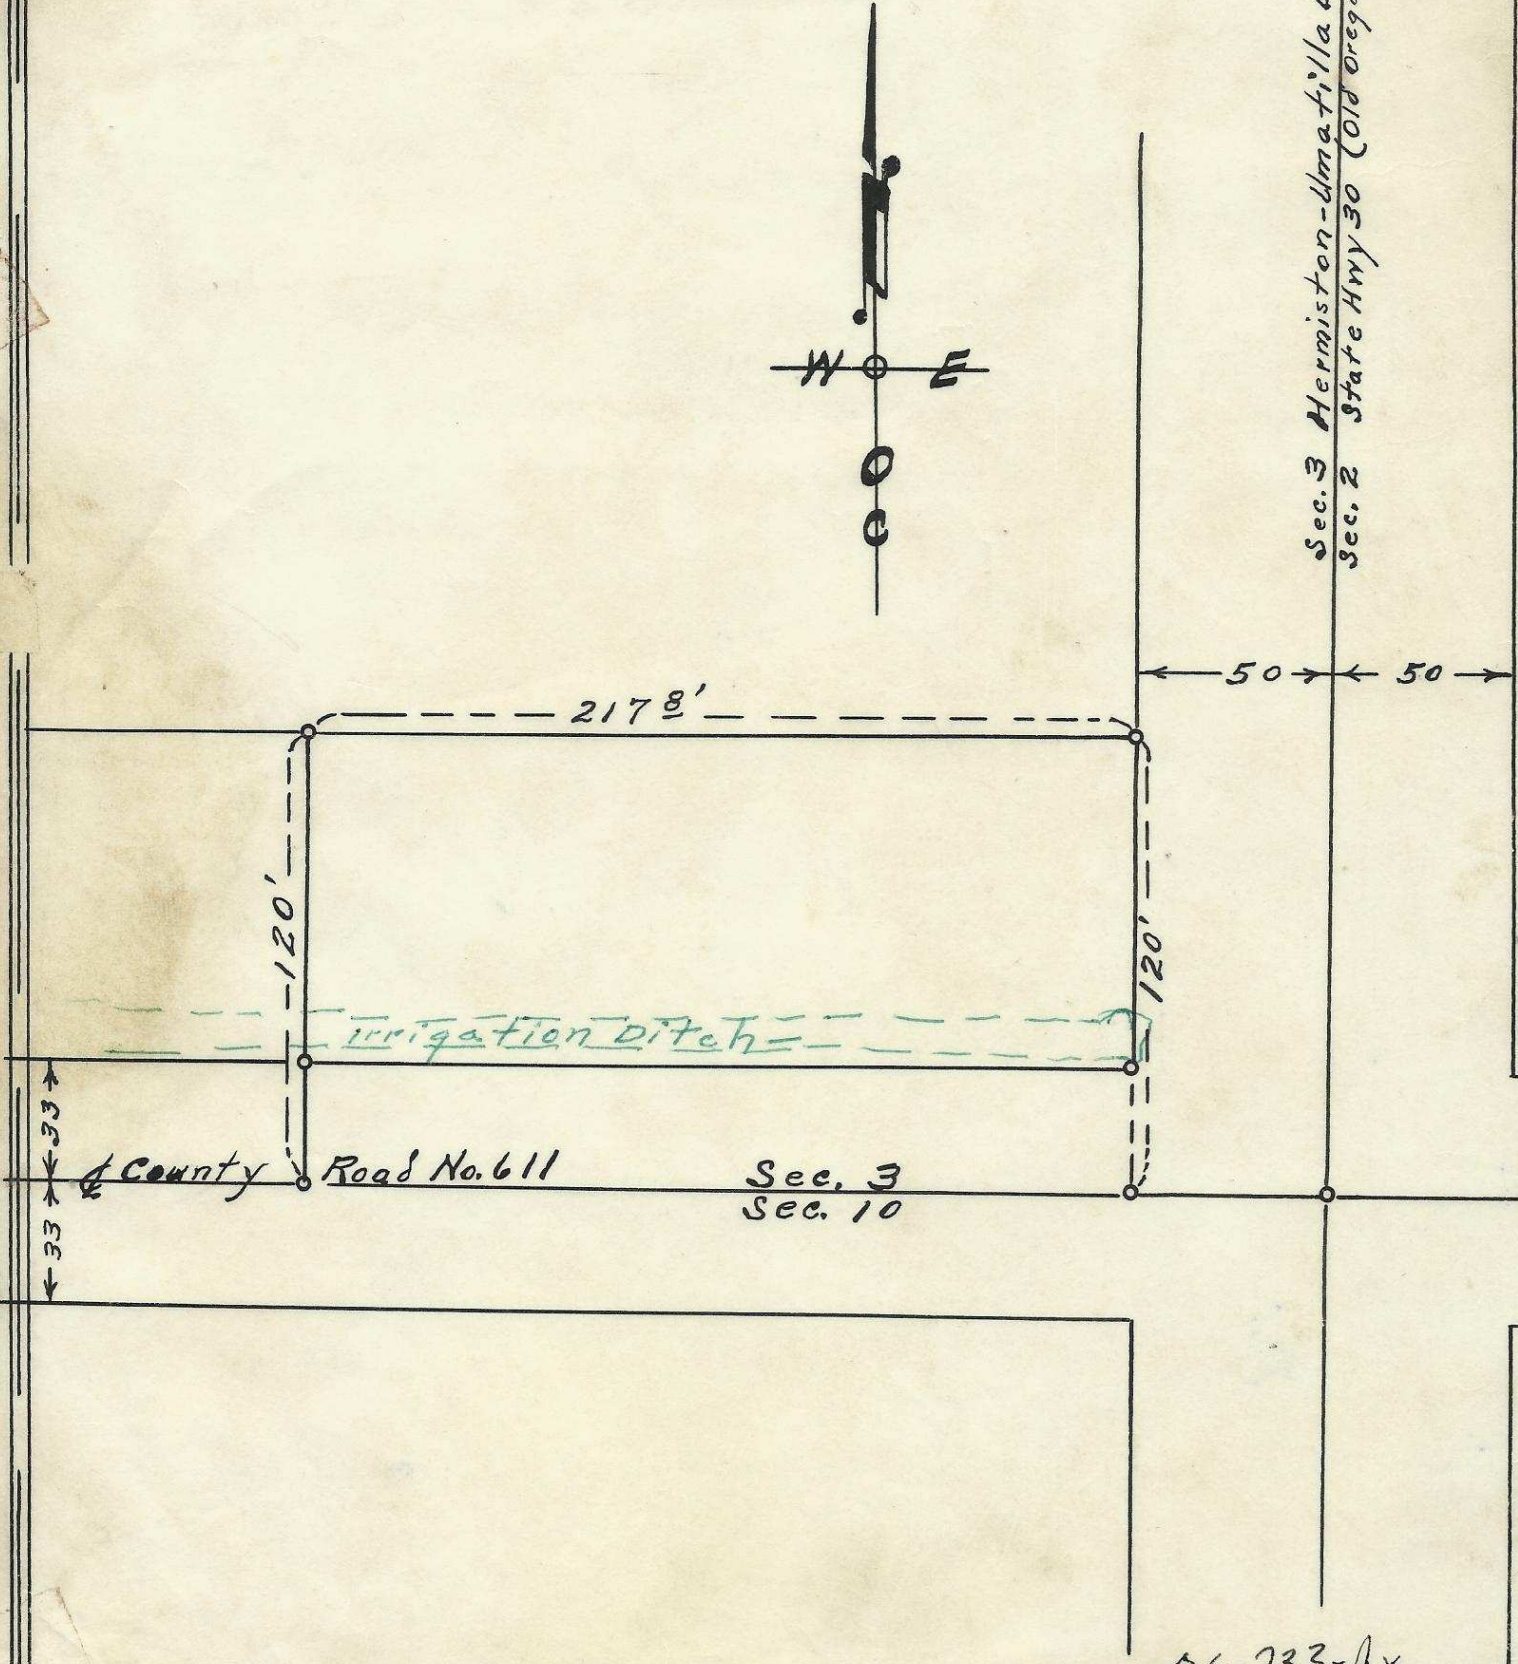 N
W E
O
C
Sec. 3 Hermiston-Umatilla
Sec. 2 State Hwy 30 (Old
50 50
217 8'
120'
120'
Irrigation Ditch
33
℄ County Road No. 611
Sec. 3
Sec. 10
33